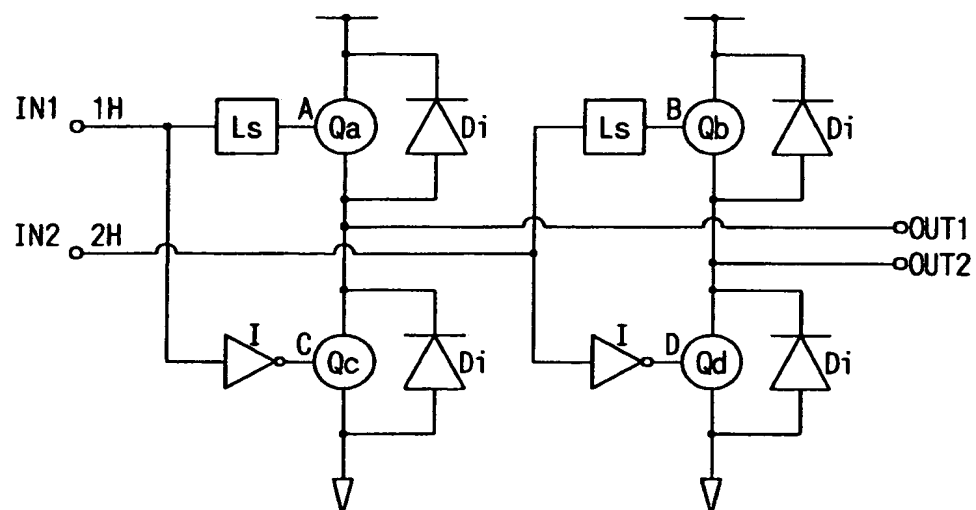 IN1 1H Ls A Qa Di Ls B Qb Di
OUT1
IN2 2H
OUT2
I C Qc Di I D Qd Di